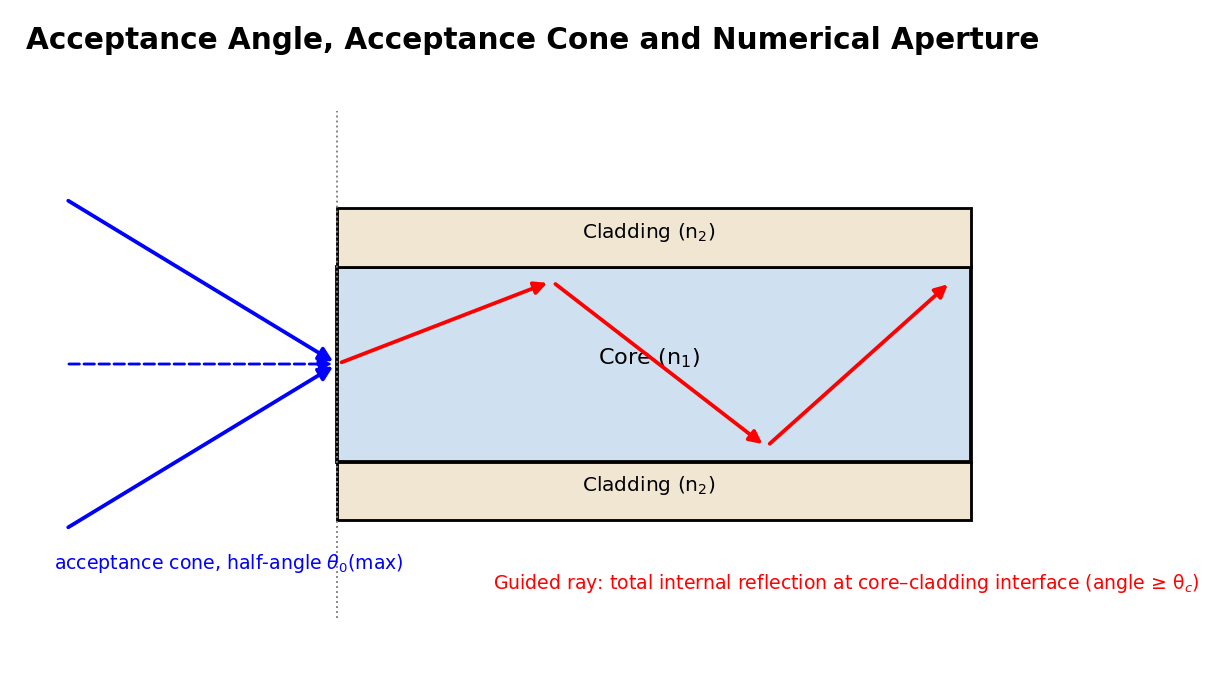 Acceptance Angle, Acceptance Cone and Numerical Aperture
Cladding (n₂)
Core (n₁)
Cladding (n₂)
acceptance cone, half-angle θ₀(max)
Guided ray: total internal reflection at core–cladding interface (angle ≥ θ_c)